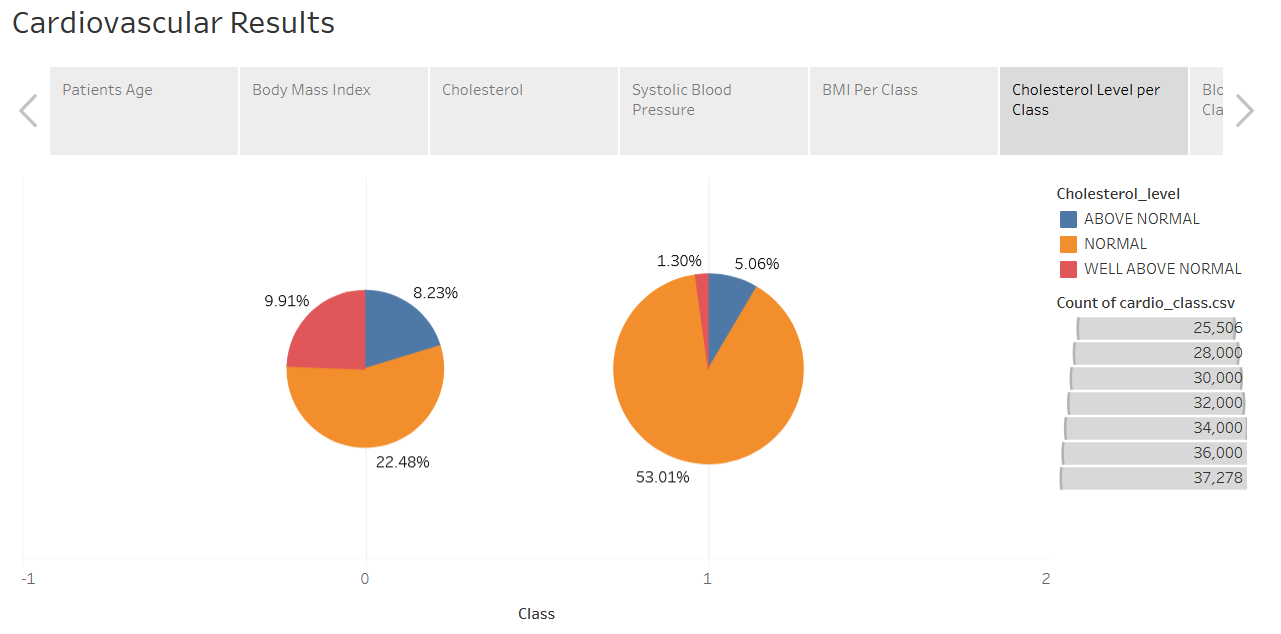 Cardiovascular Results
Patients Age
Body Mass Index
Cholesterol
Systolic Blood
Pressure
BMI Per Class
Cholesterol Level per
Class
Blo
Cla
Cholesterol_level
ABOVE NORMAL
NORMAL
WELL ABOVE NORMAL
Count of cardio_class.csv
25,506
28,000
30,000
32,000
34,000
36,000
37,278
9.91%
8.23%
22.48%
1.30%
5.06%
53.01%
-1
0
1
2
Class